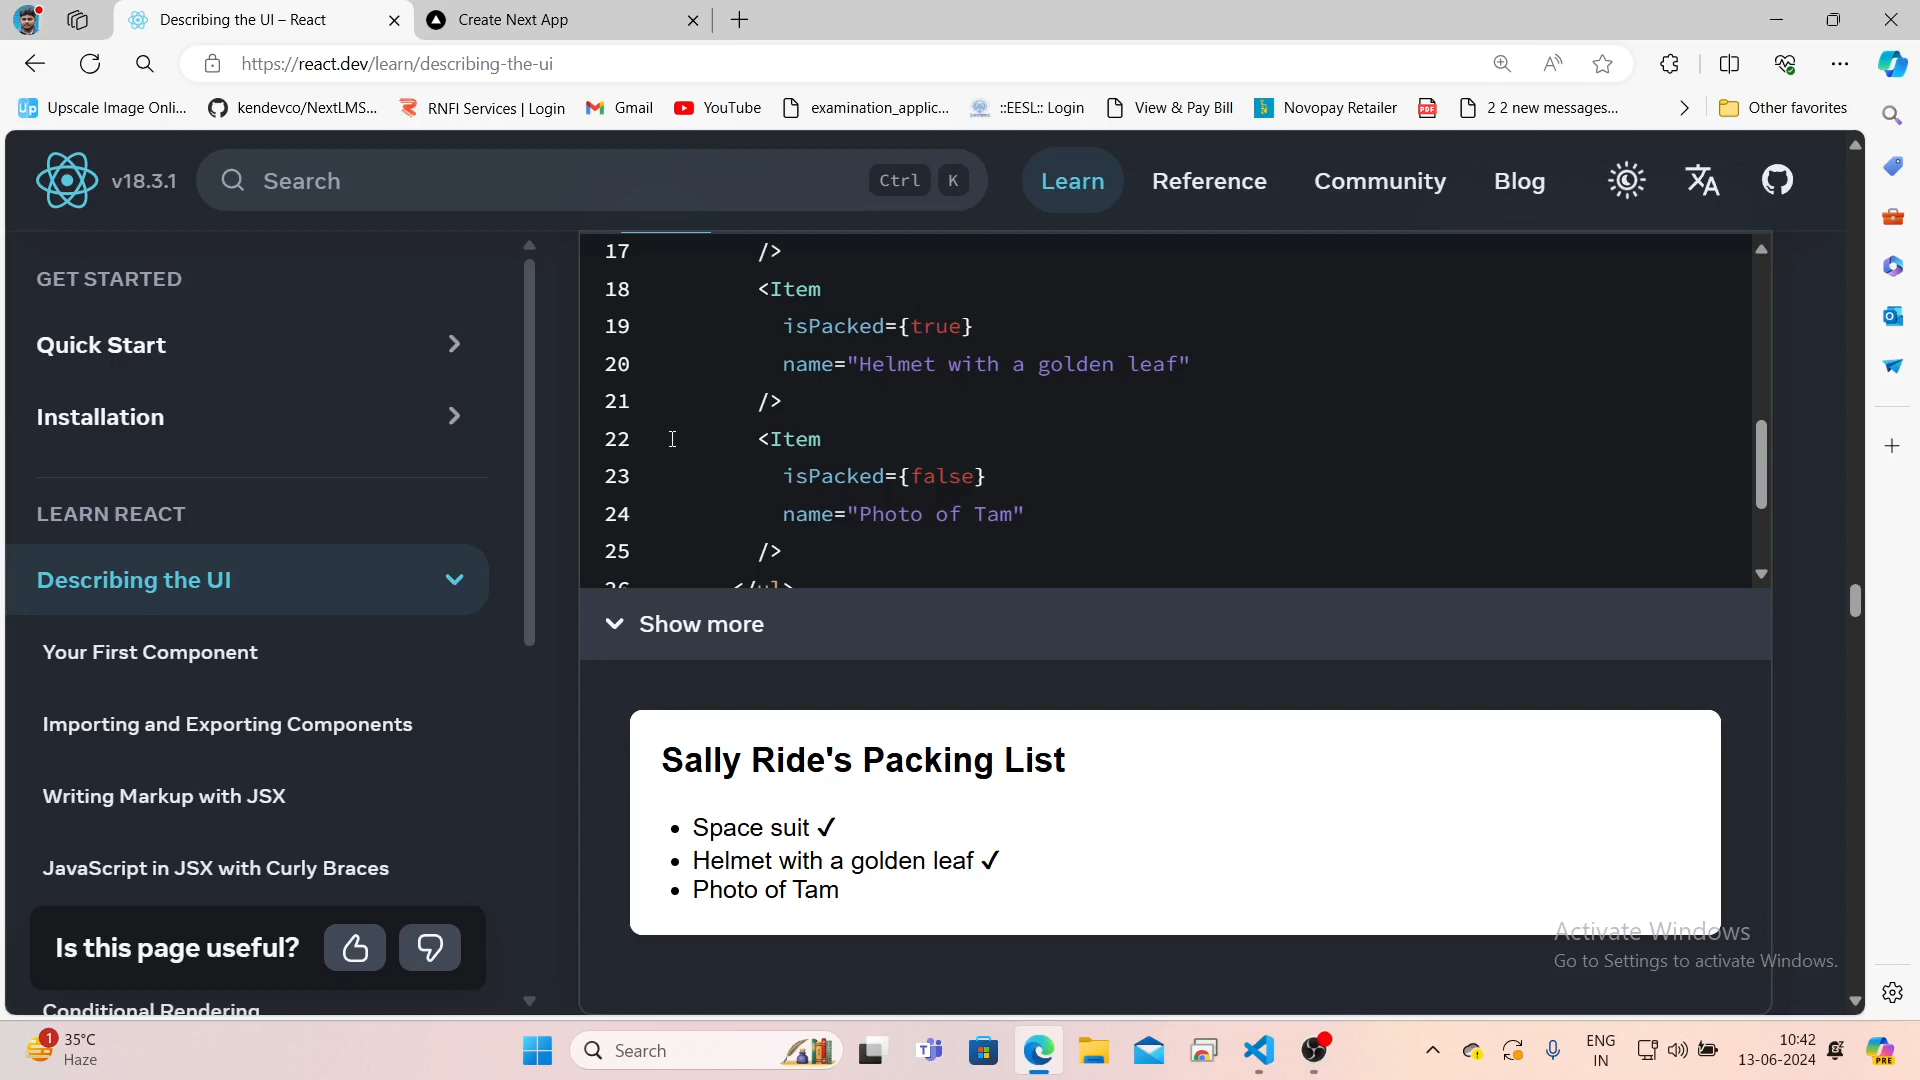 Describing the UI – React
Create Next App
https://react.dev/learn/describing-the-ui
Upscale Image Onli...
kendevco/NextLMS...
RNFI Services | Login
Gmail
YouTube
examination_applic...
::EESL:: Login
View & Pay Bill
Novopay Retailer
2 2 new messages...
Other favorites
v18.3.1
Search
Ctrl K
Learn
Reference
Community
Blog
GET STARTED
Quick Start
Installation
LEARN REACT
Describing the UI
Your First Component
Importing and Exporting Components
Writing Markup with JSX
JavaScript in JSX with Curly Braces
Is this page useful?
Conditional Rendering
17 />
18 <Item
19 isPacked={true}
20 name="Helmet with a golden leaf"
21 />
22 <Item
23 isPacked={false}
24 name="Photo of Tam"
25 />
26 </ul>
Show more
Sally Ride's Packing List
• Space suit ✓
• Helmet with a golden leaf ✓
• Photo of Tam
Activate Windows
Go to Settings to activate Windows.
1
35°C
Haze
Search
ENG
IN
10:42
13-06-2024
PRE